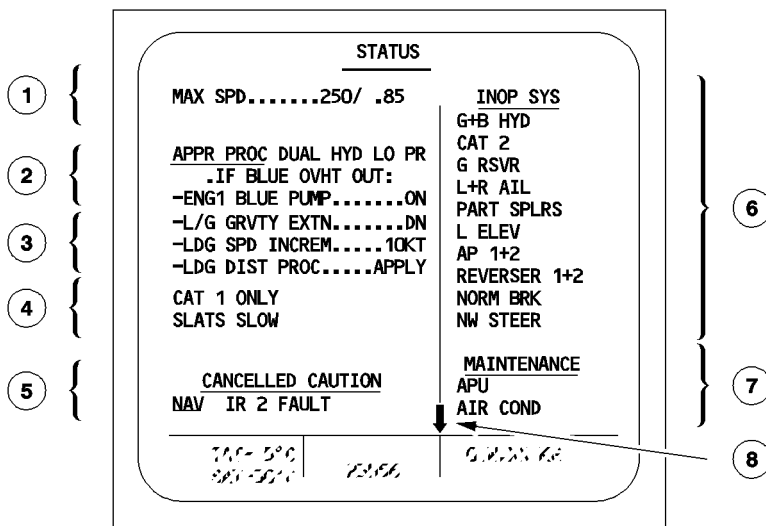 STATUS
1
MAX SPD.......250/ .85
2
APPR PROC DUAL HYD LO PR
.IF BLUE OVHT OUT:
-ENG1 BLUE PUMP.......ON
3
-L/G GRVTY EXTN.......DN
-LDG SPD INCREM.....10KT
-LDG DIST PROC.....APPLY
4
CAT 1 ONLY
SLATS SLOW
5
CANCELLED CAUTION
NAV IR 2 FAULT
INOP SYS
G+B HYD
CAT 2
G RSVR
L+R AIL
PART SPLRS
L ELEV
AP 1+2
REVERSER 1+2
NORM BRK
NW STEER
6
MAINTENANCE
APU
AIR COND
7
8